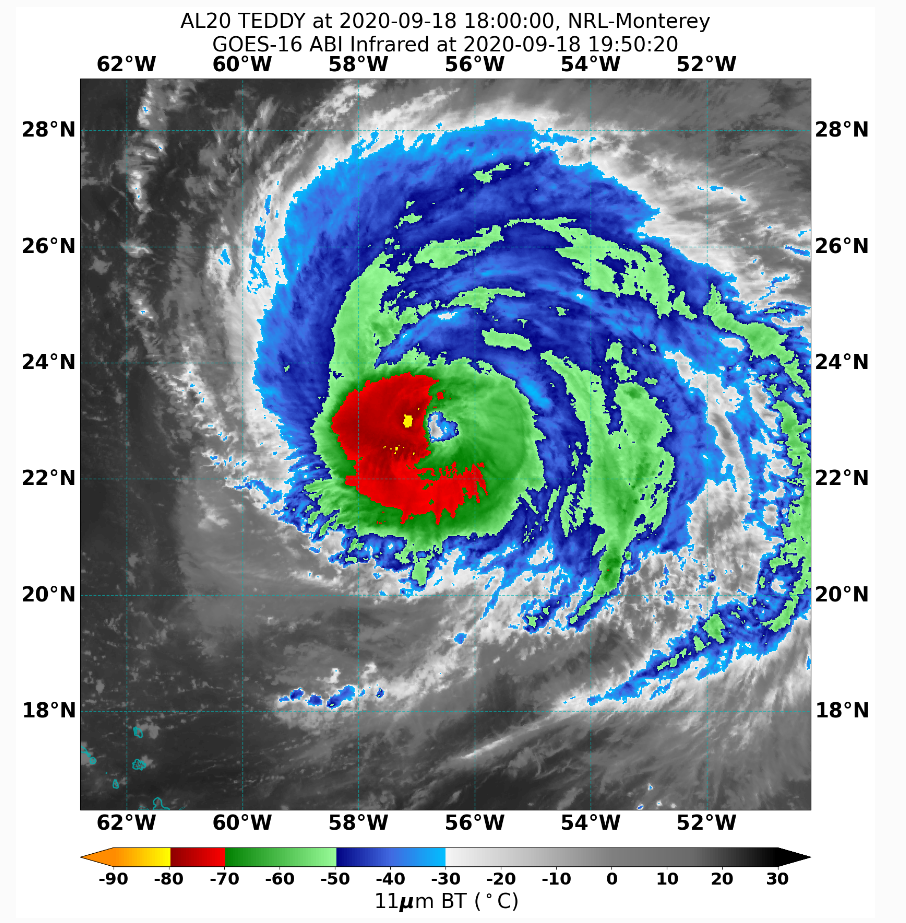 AL20 TEDDY at 2020-09-18 18:00:00, NRL-Monterey
GOES-16 ABI Infrared at 2020-09-18 19:50:20
62°W 60°W 58°W 56°W 54°W 52°W
28°N 28°N
26°N 26°N
24°N 24°N
22°N 22°N
20°N 20°N
18°N 18°N
62°W 60°W 58°W 56°W 54°W 52°W
-90 -80 -70 -60 -50 -40 -30 -20 -10 0 10 20 30
11μm BT (°C)